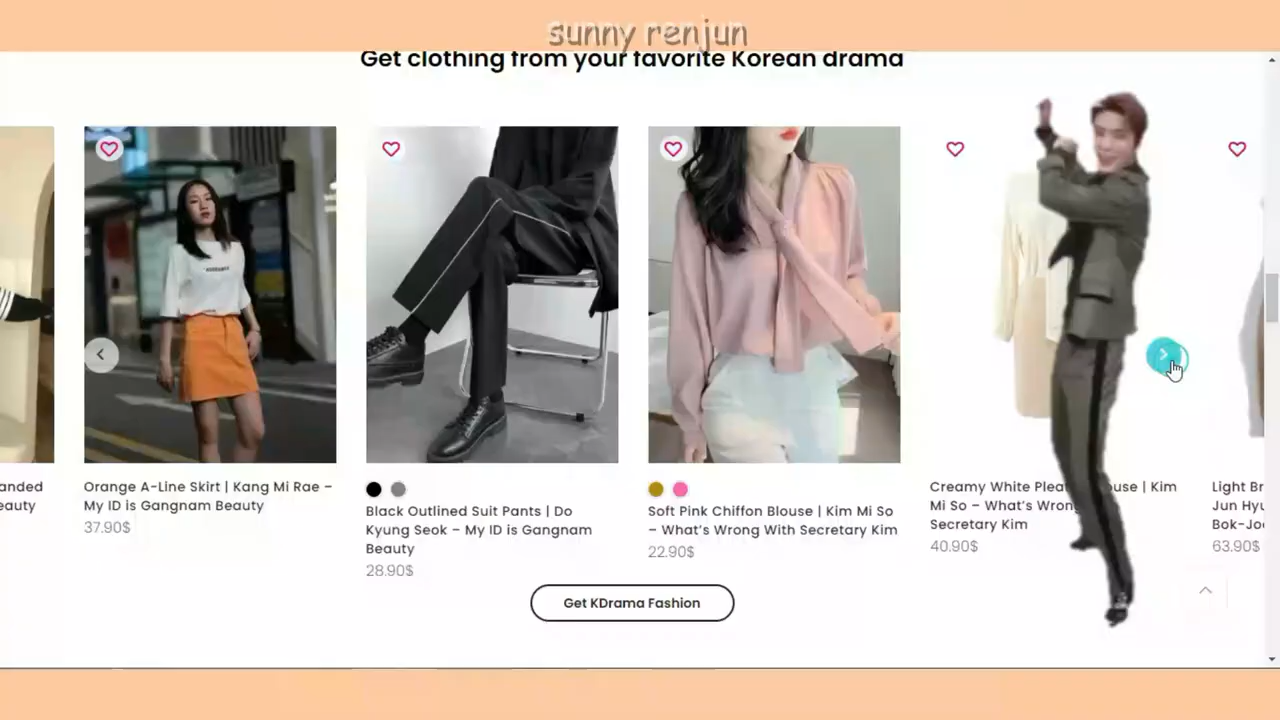 sunny renjun
Get clothing from your favorite Korean drama
anded
eauty
Orange A-Line Skirt | Kang Mi Rae –
My ID is Gangnam Beauty
37.90$
Black Outlined Suit Pants | Do
Kyung Seok – My ID is Gangnam
Beauty
28.90$
Soft Pink Chiffon Blouse | Kim Mi So
– What’s Wrong With Secretary Kim
22.90$
Creamy White Pleat ouse | Kim
Mi So – What’s Wrong
Secretary Kim
40.90$
Light Br
Jun Hyu
Bok-Joo
63.90$
Get KDrama Fashion